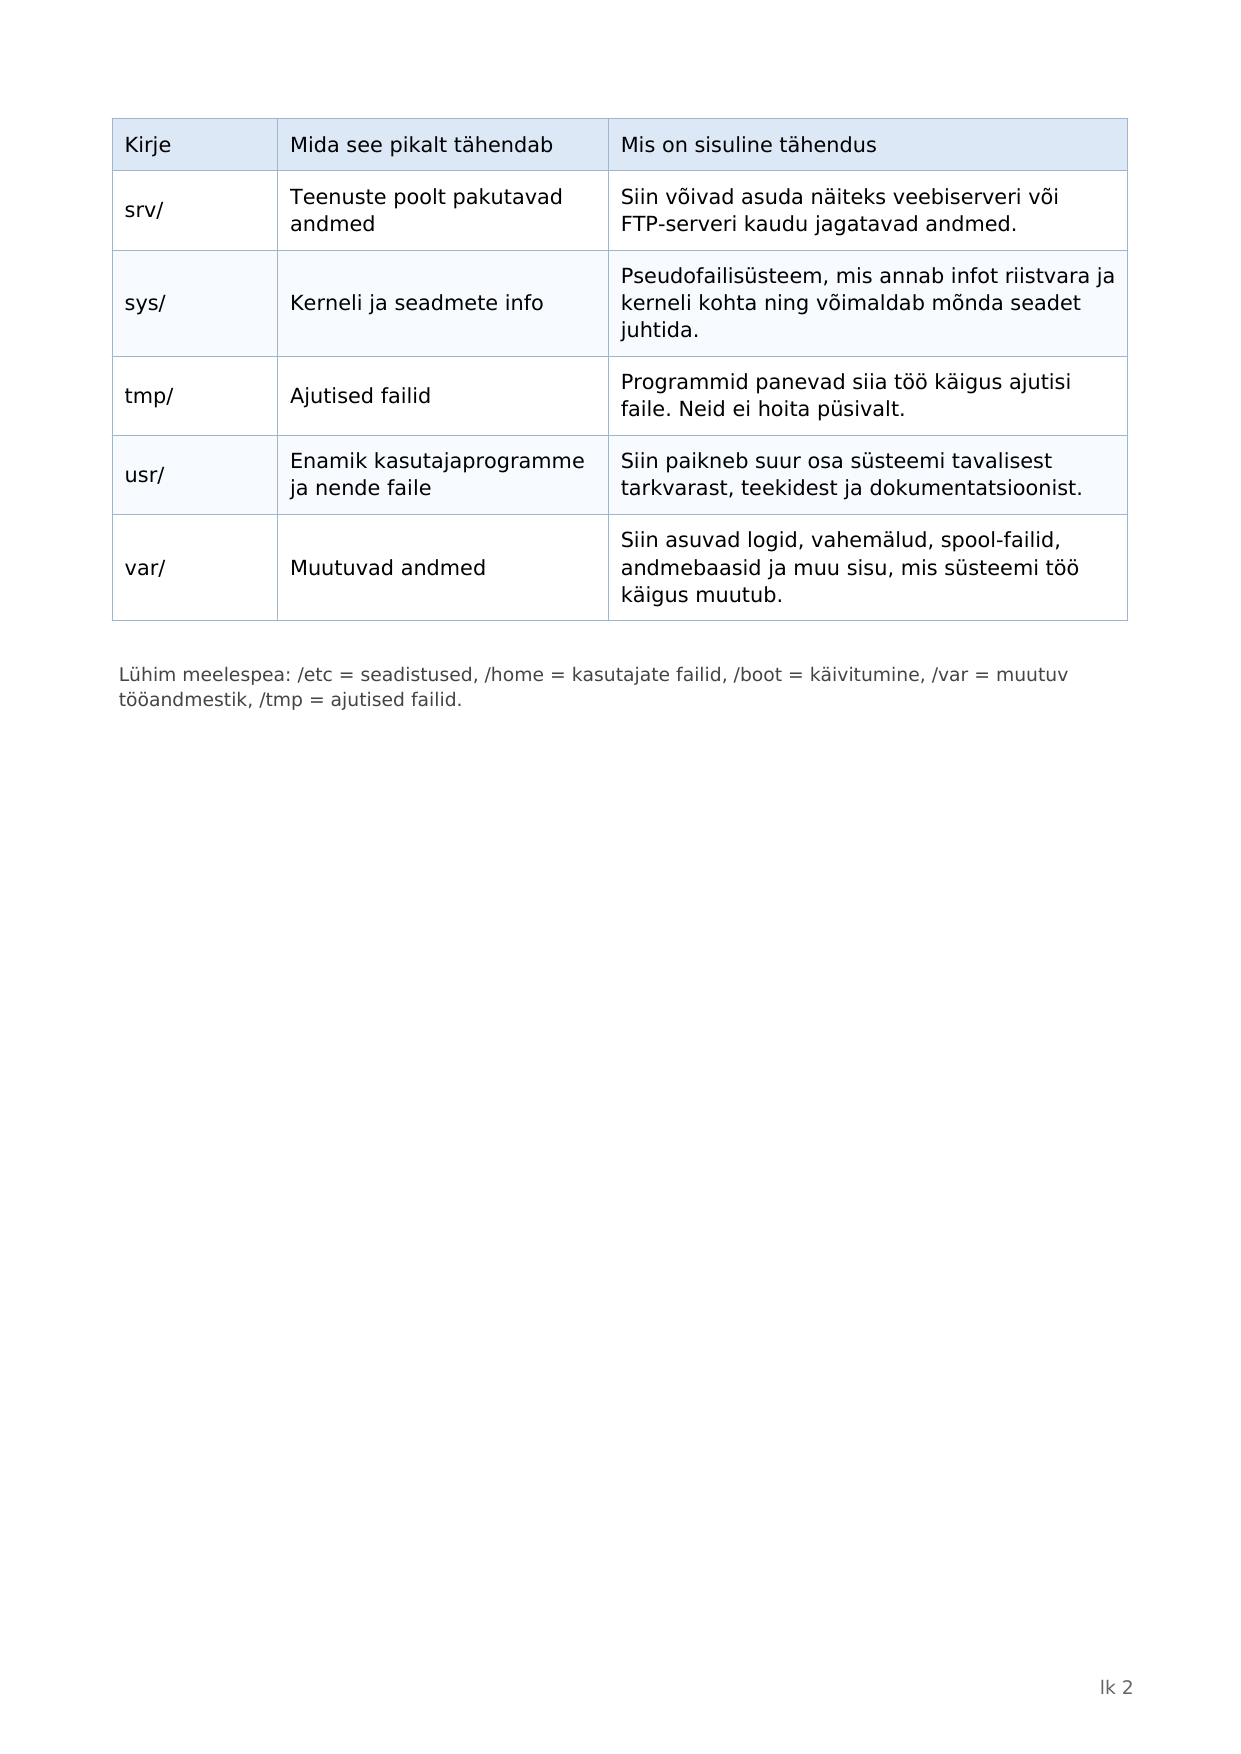 Kirje
Mida see pikalt tähendab
Mis on sisuline tähendus
srv/
Teenuste poolt pakutavad
andmed
Siin võivad asuda näiteks veebiserveri või
FTP-serveri kaudu jagatavad andmed.
sys/
Kerneli ja seadmete info
Pseudofailisüsteem, mis annab infot riistvara ja
kerneli kohta ning võimaldab mõnda seadet
juhtida.
tmp/
Ajutised failid
Programmid panevad siia töö käigus ajutisi
faile. Neid ei hoita püsivalt.
usr/
Enamik kasutajaprogramme
ja nende faile
Siin paikneb suur osa süsteemi tavalisest
tarkvarast, teekidest ja dokumentatsioonist.
var/
Muutuvad andmed
Siin asuvad logid, vahemälud, spool-failid,
andmebaasid ja muu sisu, mis süsteemi töö
käigus muutub.
Lühim meelespea: /etc = seadistused, /home = kasutajate failid, /boot = käivitumine, /var = muutuv
tööandmestik, /tmp = ajutised failid.
lk 2